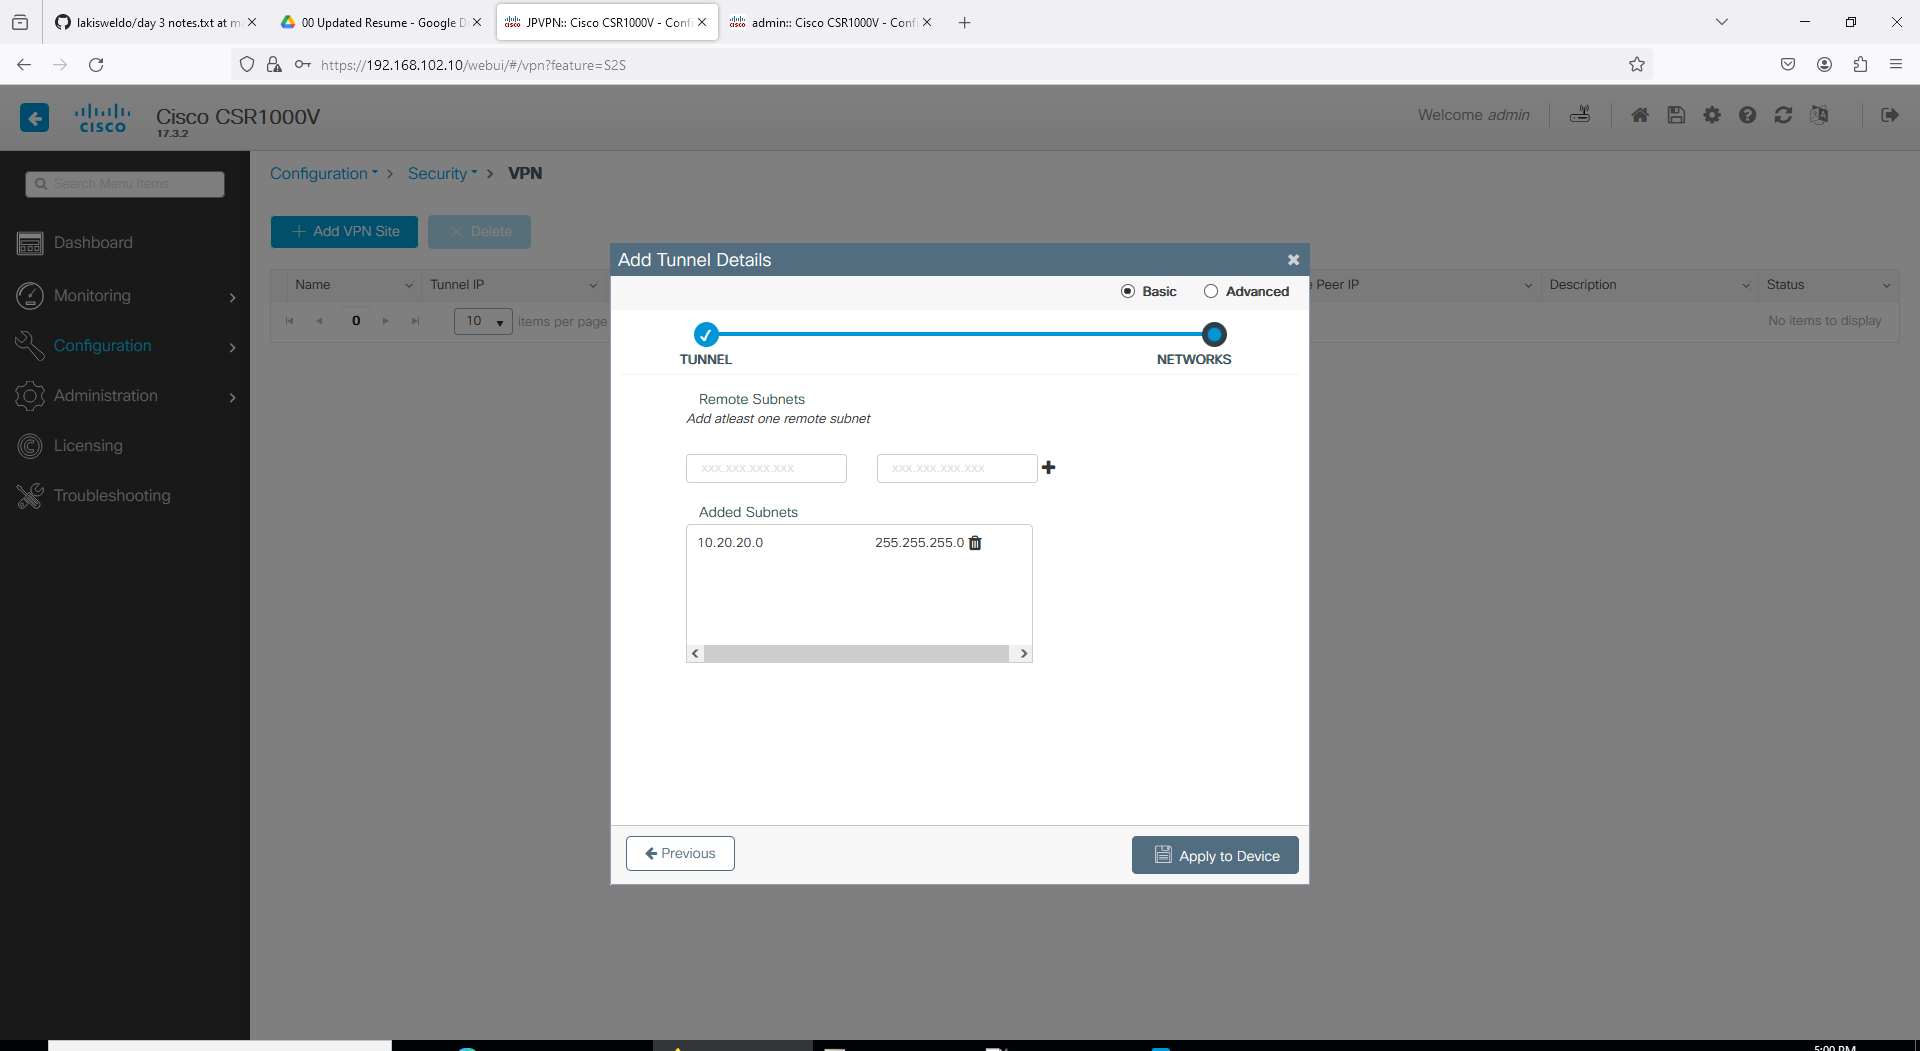 lakisweldo/day 3 notes.txt at m
00 Updated Resume - Google D
JPVPN:: Cisco CSR1000V - Conf
admin:: Cisco CSR1000V - Conf
https://192.168.102.10/webui/#/vpn?feature=S2S
CISCO
Cisco CSR1000V
17.3.2
Welcome admin
Search Menu Items
Dashboard
Monitoring
Configuration
Administration
Licensing
Troubleshooting
Configuration > Security > VPN
+ Add VPN Site
× Delete
Name
Tunnel IP
Peer IP
Description
Status
0
10
items per page
No items to display
Add Tunnel Details
Basic
Advanced
TUNNEL
NETWORKS
Remote Subnets
Add atleast one remote subnet
xxx.xxx.xxx.xxx
xxx.xxx.xxx.xxx
Added Subnets
10.20.20.0
255.255.255.0
Previous
Apply to Device
5:00 PM